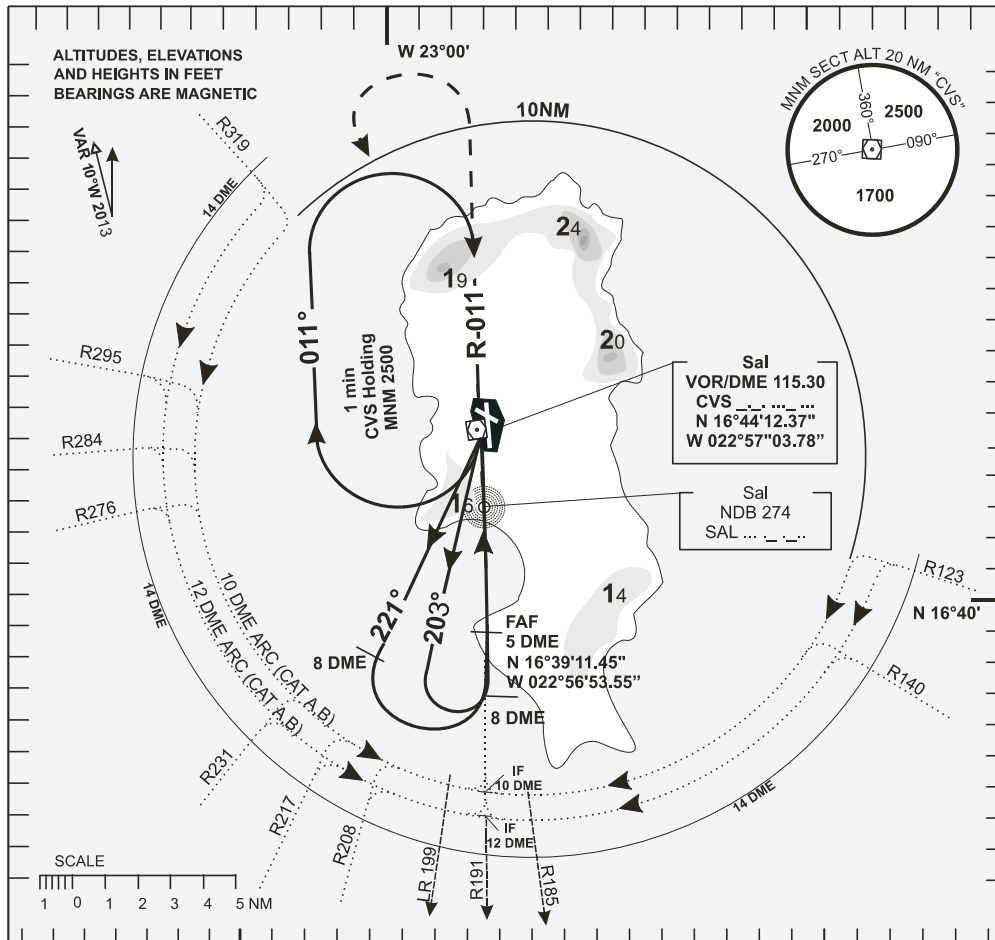 ALTITUDES, ELEVATIONS
AND HEIGHTS IN FEET
BEARINGS ARE MAGNETIC
W 23°00'
MNM SECT ALT 20 NM "CVS"
360°
2000
2500
090°
270°
1700
VAR 10°W 2013
R319
14 DME
10NM
24
19
20
R-011
011°
1 min
CVS Holding
MNM 2500
R295
R284
R276
Sal
VOR/DME 115.30
CVS _._. ..._ ...
N 16°44'12.37"
W 022°57"03.78”
Sal
NDB 274
SAL ... ._ ._..
16
14
R123
N 16°40'
R140
14 DME
10 DME ARC (CAT A.B)
12 DME ARC (CAT A.B)
221°
203°
8 DME
FAF
5 DME
N 16°39'11.45"
W 022°56'53.55”
8 DME
R231
R217
R208
IF
10 DME
IF
12 DME
14 DME
LR 199
R191
R185
SCALE
1 0 1 2 3 4 5 NM